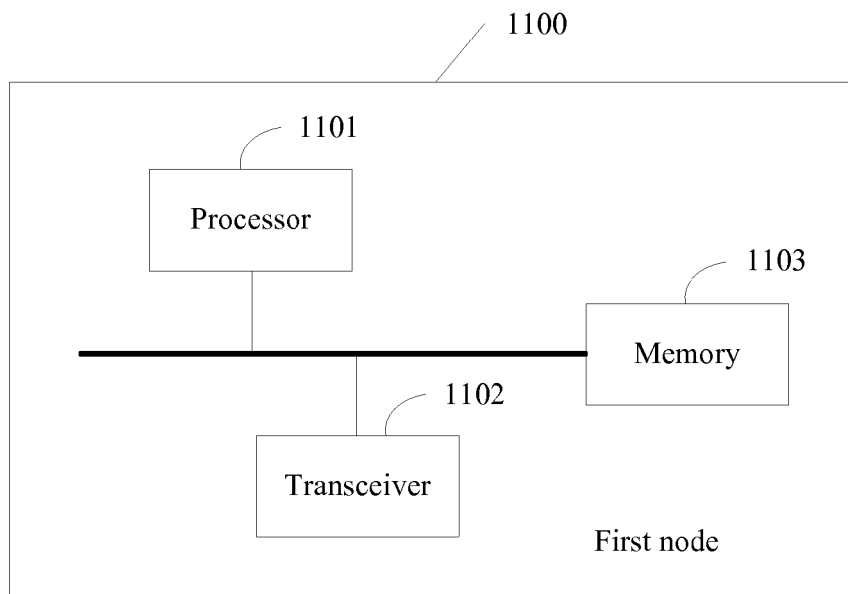 1100
1101
Processor
1103
Memory
1102
Transceiver
First node